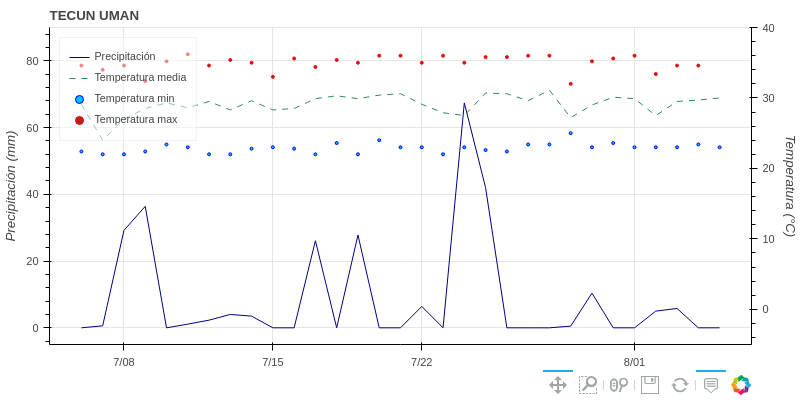 TECUN UMAN
Precipitación
Temperatura media
Temperatura min
Temperatura max
Precipitación (mm)
80
60
40
20
0
Temperatura (°C)
40
30
20
10
0
7/08
7/15
7/22
8/01